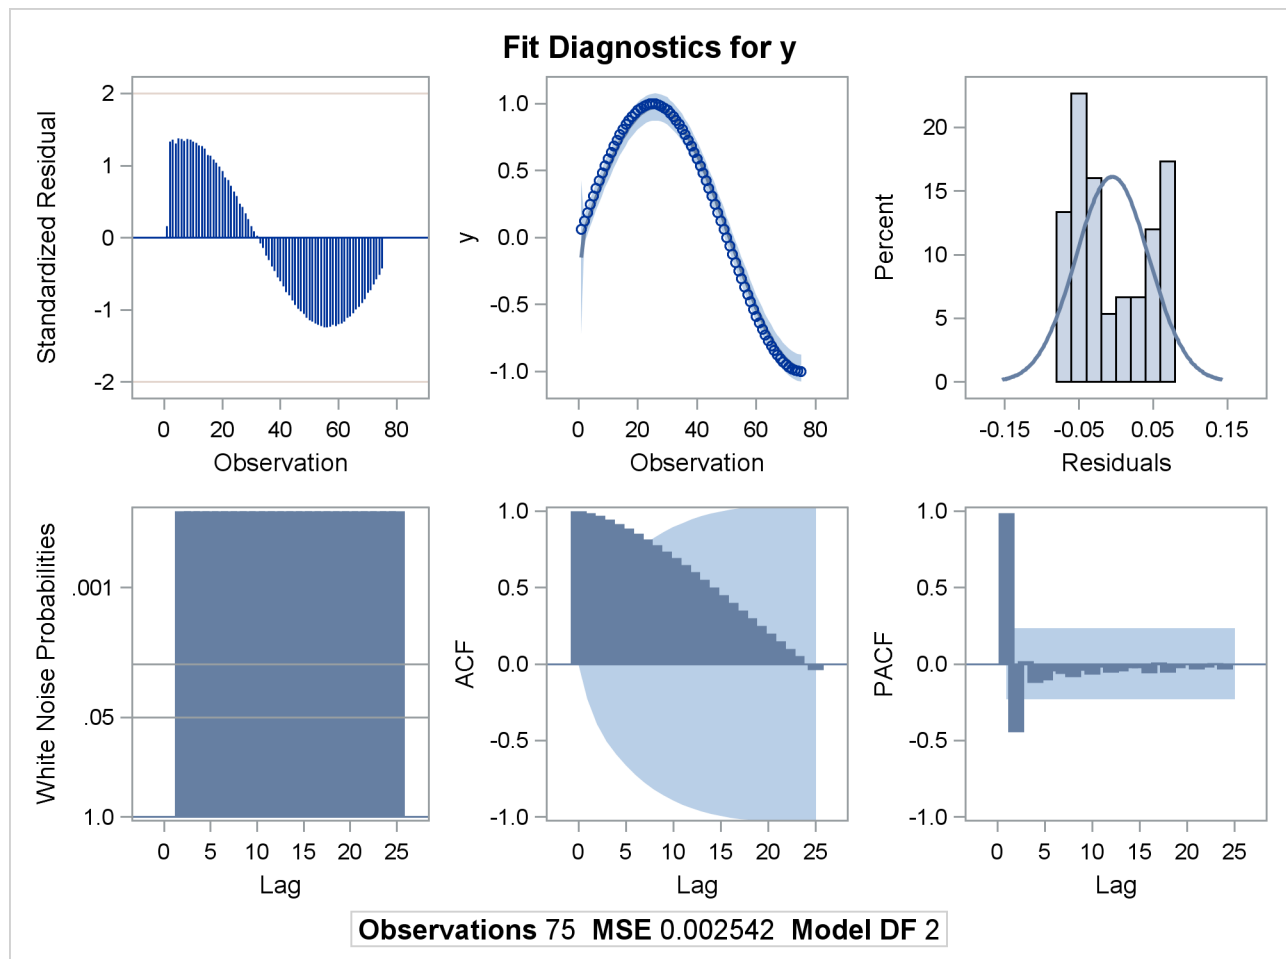 Fit Diagnostics for y
Standardized Residual
2
1
0
-1
-2
0 20 40 60 80
Observation
y
1.0
0.5
0.0
-0.5
-1.0
0 20 40 60 80
Observation
Percent
20
15
10
5
0
-0.15 -0.05 0.05 0.15
Residuals
White Noise Probabilities
.001
.05
1.0
0 5 10 15 20 25
Lag
ACF
1.0
0.5
0.0
-0.5
-1.0
0 5 10 15 20 25
Lag
PACF
1.0
0.5
0.0
-0.5
-1.0
0 5 10 15 20 25
Lag
Observations 75 MSE 0.002542 Model DF 2